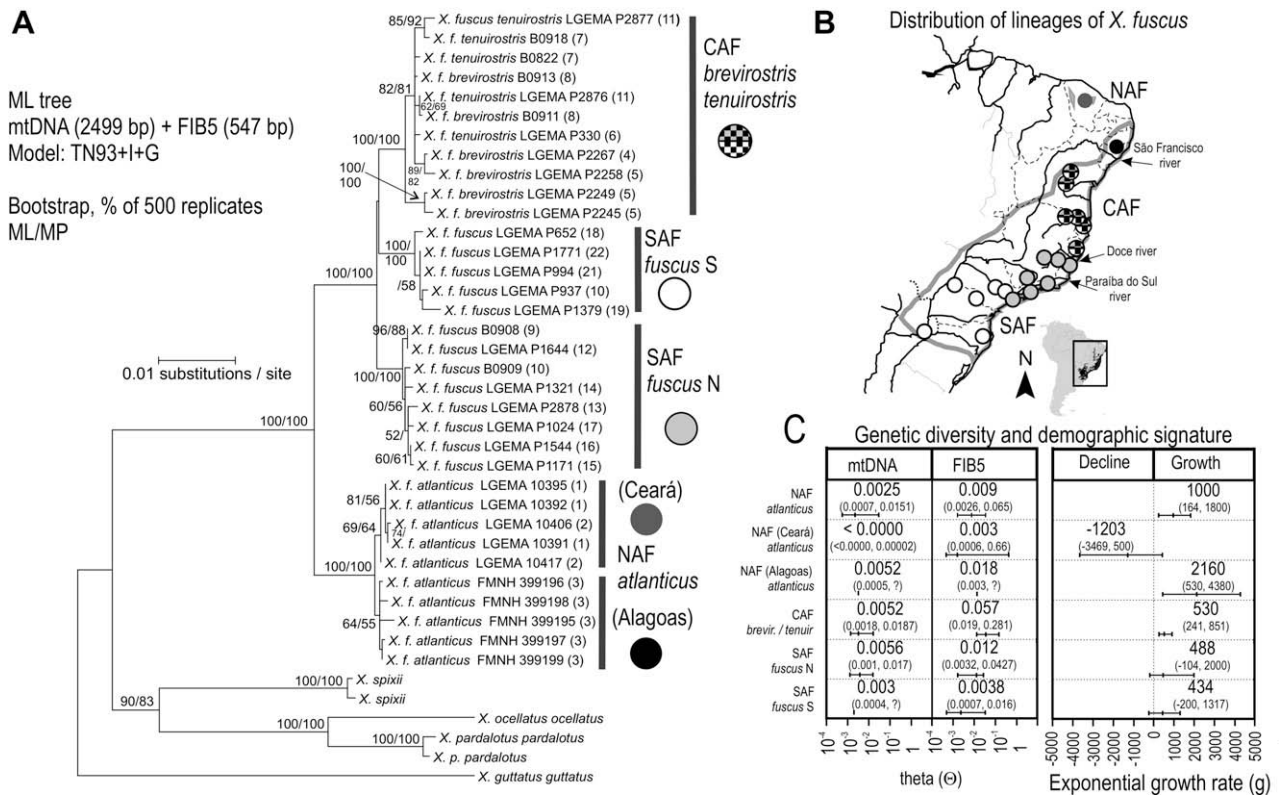 A
ML tree
mtDNA (2499 bp) + FIB5 (547 bp)
Model: TN93+I+G
Bootstrap, % of 500 replicates
ML/MP
0.01 substitutions / site
85/92
82/81
62/69
100/100
100/
100
89/
82
100/100
100/
100
/58
96/88
100/100
60/56
52/
60/61
100/100
81/56
69/64
74/
100/100
64/55
100/100
90/83
100/100
100/100
X. fuscus tenuirostris LGEMA P2877 (11)
X. f. tenuirostris B0918 (7)
X. f. tenuirostris B0822 (7)
X. f. brevirostris B0913 (8)
X. f. tenuirostris LGEMA P2876 (11)
X. f. brevirostris B0911 (8)
X. f. tenuirostris LGEMA P330 (6)
X. f. brevirostris LGEMA P2267 (4)
X. f. brevirostris LGEMA P2258 (5)
X. f. brevirostris LGEMA P2249 (5)
X. f. brevirostris LGEMA P2245 (5)
X. f. fuscus LGEMA P652 (18)
X. f. fuscus LGEMA P1771 (22)
X. f. fuscus LGEMA P994 (21)
X. f. fuscus LGEMA P937 (10)
X. f. fuscus LGEMA P1379 (19)
X. f. fuscus B0908 (9)
X. f. fuscus LGEMA P1644 (12)
X. f. fuscus B0909 (10)
X. f. fuscus LGEMA P1321 (14)
X. f. fuscus LGEMA P2878 (13)
X. f. fuscus LGEMA P1024 (17)
X. f. fuscus LGEMA P1544 (16)
X. f. fuscus LGEMA P1171 (15)
X. f. atlanticus LGEMA 10395 (1)
X. f. atlanticus LGEMA 10392 (1)
X. f. atlanticus LGEMA 10406 (2)
X. f. atlanticus LGEMA 10391 (1)
X. f. atlanticus LGEMA 10417 (2)
X. f. atlanticus FMNH 399196 (3)
X. f. atlanticus FMNH 399198 (3)
X. f. atlanticus FMNH 399195 (3)
X. f. atlanticus FMNH 399197 (3)
X. f. atlanticus FMNH 399199 (3)
X. spixii
X. spixii
X. ocellatus ocellatus
X. pardalotus pardalotus
X. p. pardalotus
X. guttatus guttatus
CAF
brevirostris
tenuirostris
SAF
fuscus S
SAF
fuscus N
(Ceará)
NAF
atlanticus
(Alagoas)
B
Distribution of lineages of X. fuscus
NAF
São Francisco
river
CAF
Doce river
Paraíba do Sul
river
SAF
N
C
Genetic diversity and demographic signature
mtDNA FIB5 Decline Growth
NAF
atlanticus
0.0025 0.009 1000
(0.0007, 0.0151) (0.0026, 0.065) (164, 1800)
NAF (Ceará)
atlanticus
< 0.0000 0.003 -1203
(<0.0000, 0.00002) (0.0006, 0.66) (-3469, 500)
NAF (Alagoas)
atlanticus
0.0052 0.018 2160
(0.0005, ?) (0.003, ?) (530, 4380)
CAF
brevir. / tenuir
0.0052 0.057 530
(0.0018, 0.0187) (0.019, 0.281) (241, 851)
SAF
fuscus N
0.0056 0.012 488
(0.001, 0.017) (0.0032, 0.0427) (-104, 2000)
SAF
fuscus S
0.003 0.0038 434
(0.0004, ?) (0.0007, 0.016) (-200, 1317)
10-4 10-3 10-2 10-1 1 10-4 10-3 10-2 10-1 1
theta (Θ)
-5000 -4000 -3000 -2000 -1000 0 1000 2000 3000 4000 5000
Exponential growth rate (g)